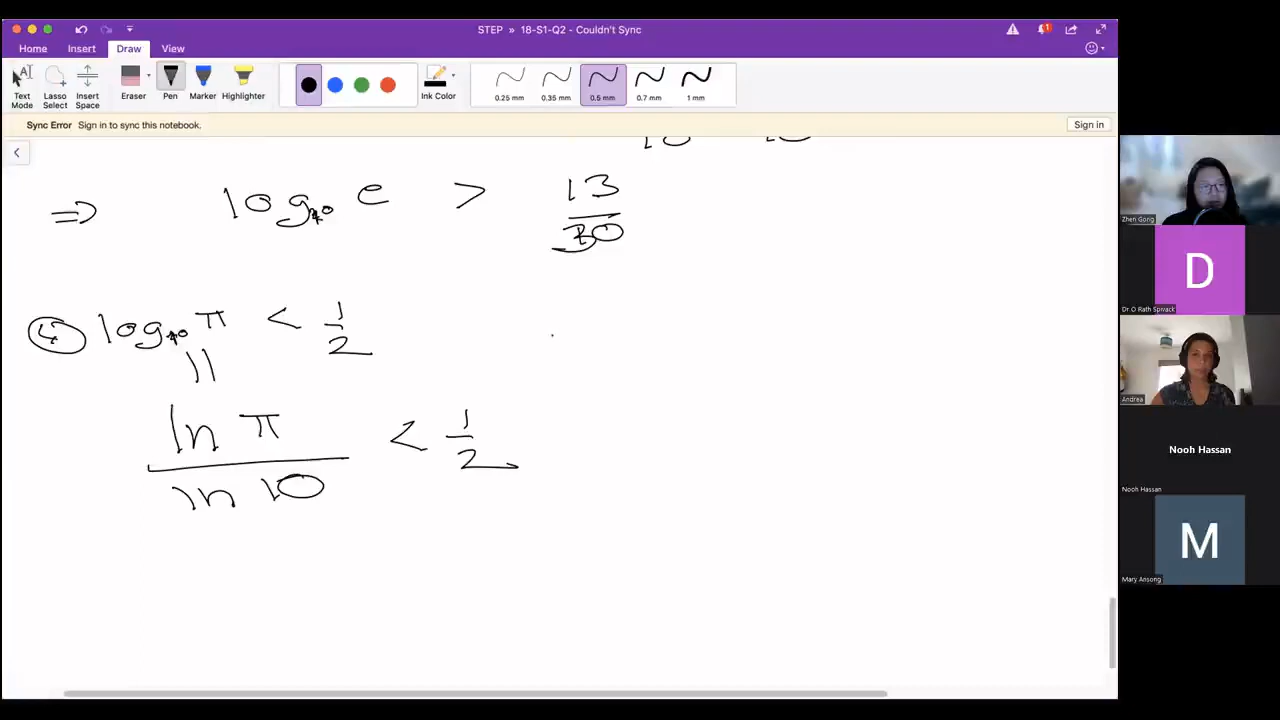 STEP » 18-S1-Q2 - Couldn't Sync
Home Insert Draw View
Text Mode Lasso Select Insert Space Eraser Pen Marker Highlighter Ink Color 0.25 mm 0.35 mm 0.5 mm 0.7 mm 1 mm
Sync Error Sign in to sync this notebook. Sign in
⇒ log₁₀ e > 13/30
④ log₁₀ π < 1/2
||
ln π / ln 10 < 1/2
Zhen Gong
D
Dr O Rath Spivack
Andrea
Nooh Hassan
Nooh Hassan
M
Mary Ansong